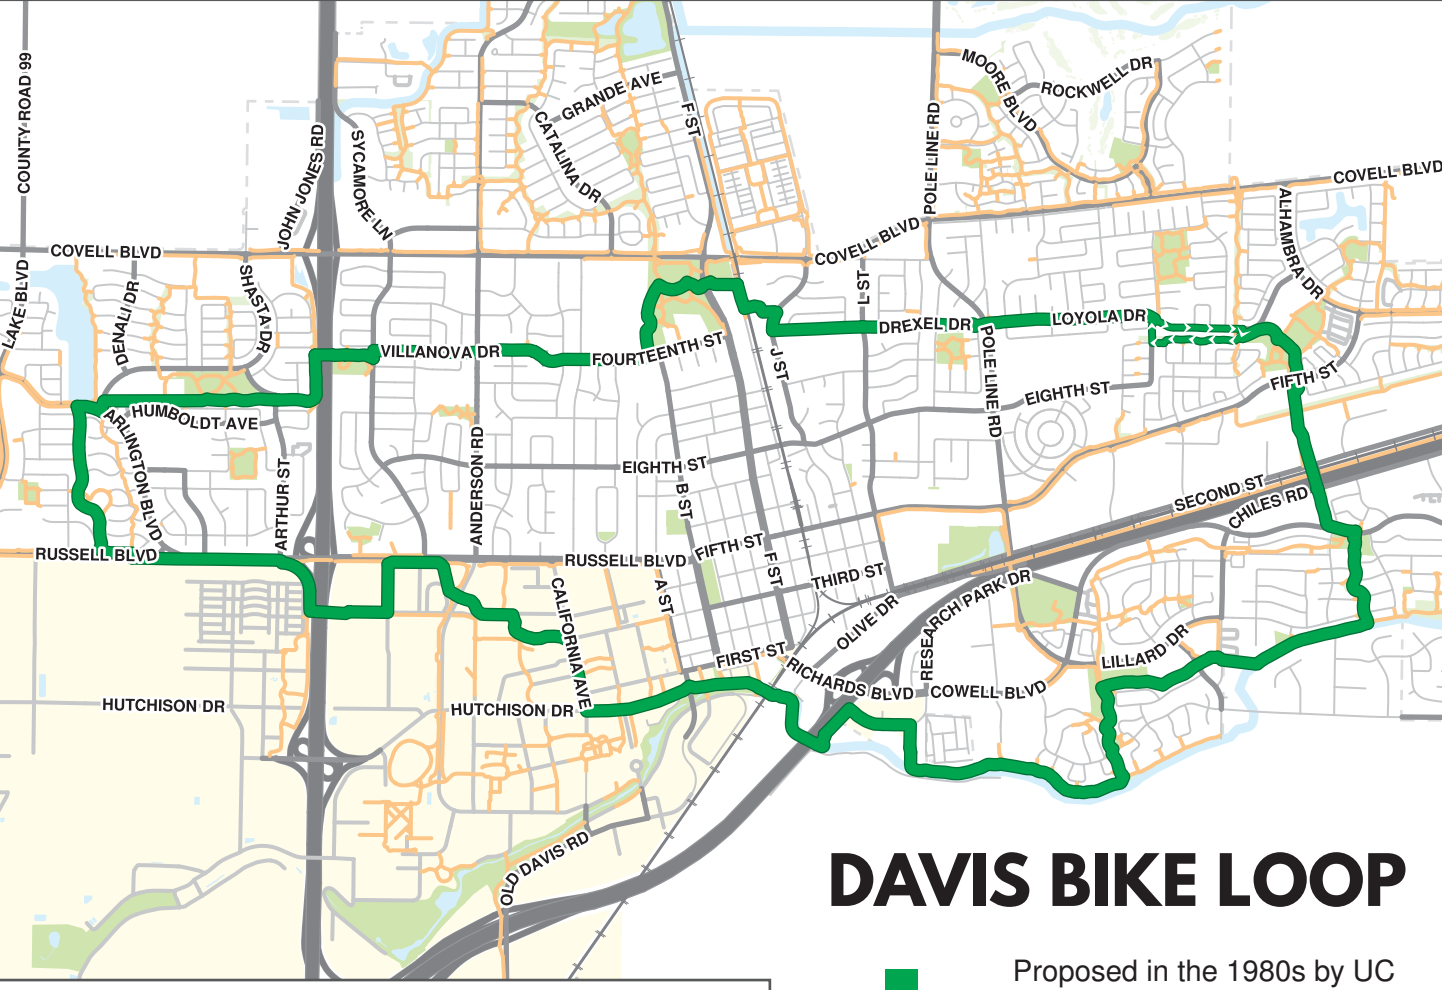 COUNTY ROAD 99
JOHN JONES RD
SYCAMORE LN
GRANDE AVE
CATALINA DR
F ST
POLE LINE RD
MOORE BLVD
ROCKWELL DR
COVELL BLVD
COVELL BLVD
COVELL BLVD
LAKE BLVD
DENALI DR
SHASTA DR
L ST
ALHAMBRA DR
DREXEL DR
LOYOLA DR
VILLANOVA DR
FOURTEENTH ST
J ST
POLE LINE RD
FIFTH ST
EIGHTH ST
HUMBOLDT AVE
ARLINGTON BLVD
ARTHUR ST
ANDERSON RD
EIGHTH ST
B ST
SECOND ST
CHILES RD
RUSSELL BLVD
RUSSELL BLVD
FIFTH ST
F ST
THIRD ST
A ST
CALIFORNIA AVE
OLIVE DR
RESEARCH PARK DR
FIRST ST
RICHARDS BLVD
COWELL BLVD
LILLARD DR
HUTCHISON DR
HUTCHISON DR
OLD DAVIS RD
DAVIS BIKE LOOP
Proposed in the 1980s by UC